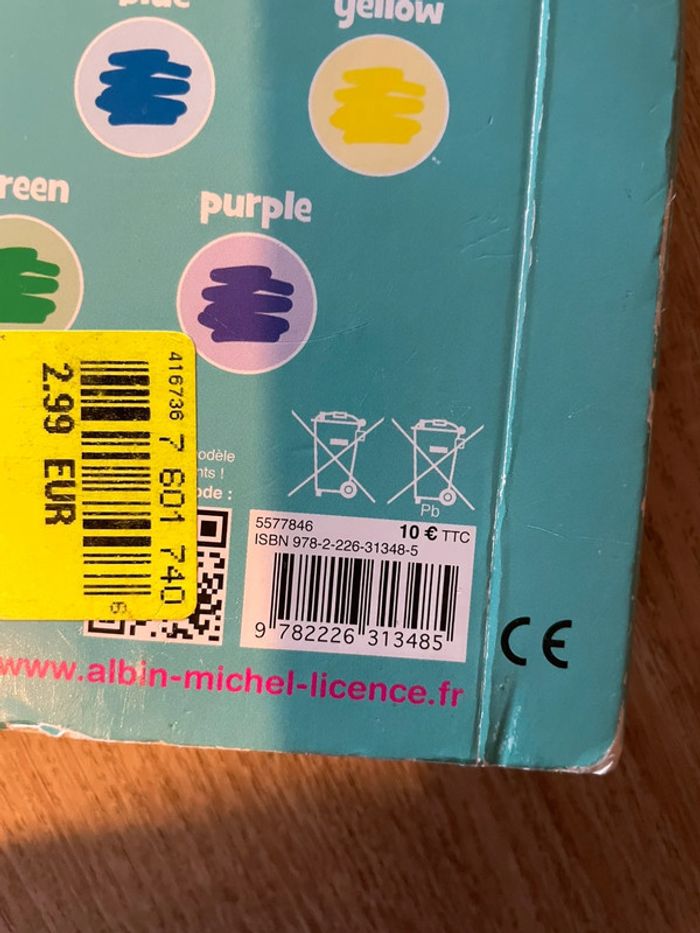 blue
yellow
reen
purple
416736
7 601 740
2.99 EUR
odèle
nts !
ode :
Pb
5577846
10 € TTC
ISBN 978-2-226-31348-5
9 782226 313485
CE
www.albin-michel-licence.fr